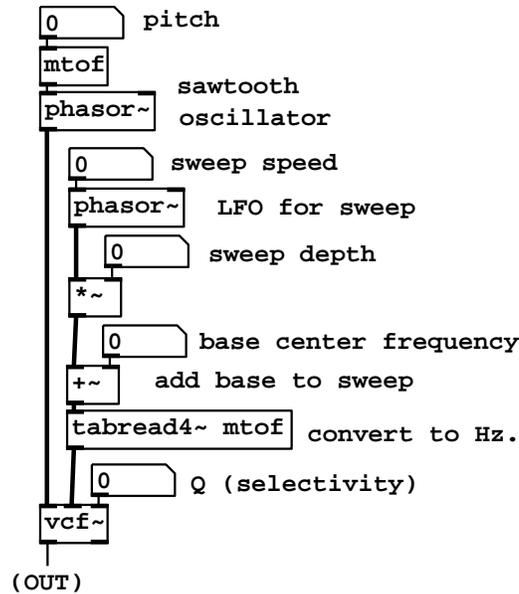 0 pitch
mtof
sawtooth
phasor~ oscillator
0 sweep speed
phasor~ LFO for sweep
0 sweep depth
*~
0 base center frequency
+~ add base to sweep
tabread4~ mtof convert to Hz.
0 Q (selectivity)
vcf~
(OUT)